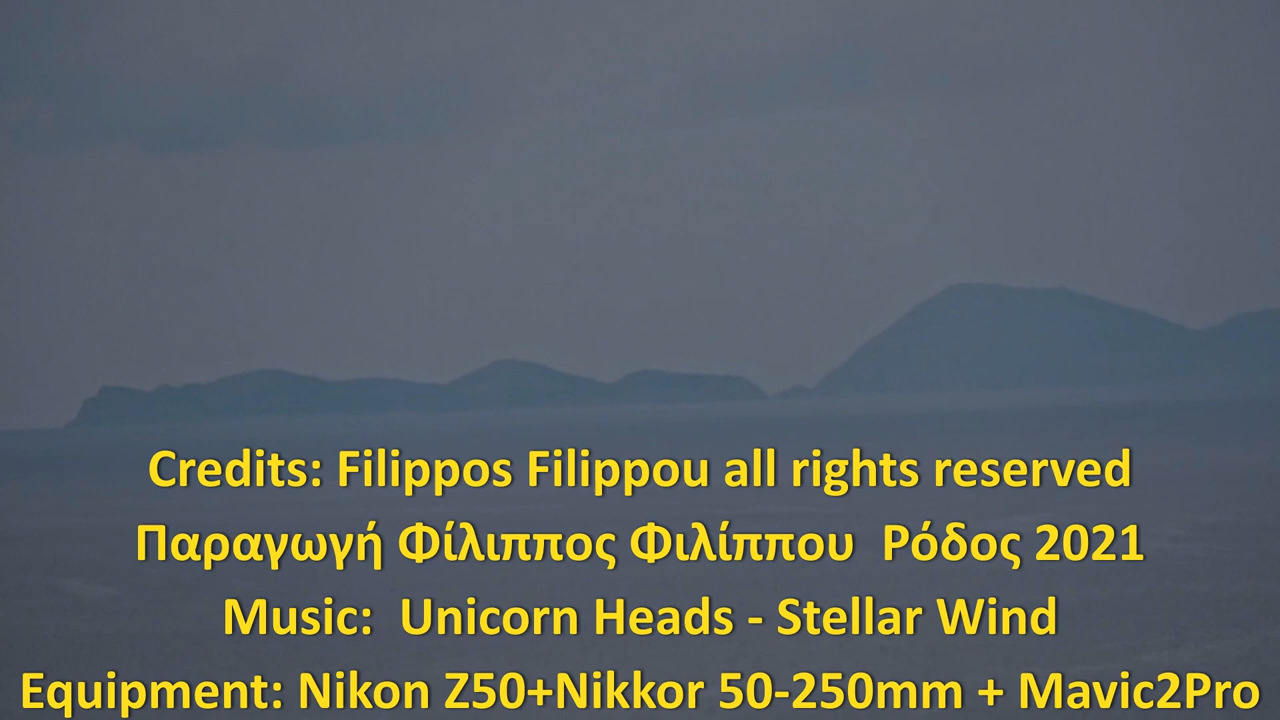 Credits: Filippos Filippou all rights reserved
Παραγωγή Φίλιππος Φιλίππου Ρόδος 2021
Music: Unicorn Heads - Stellar Wind
Equipment: Nikon Z50+Nikkor 50-250mm + Mavic2Pro